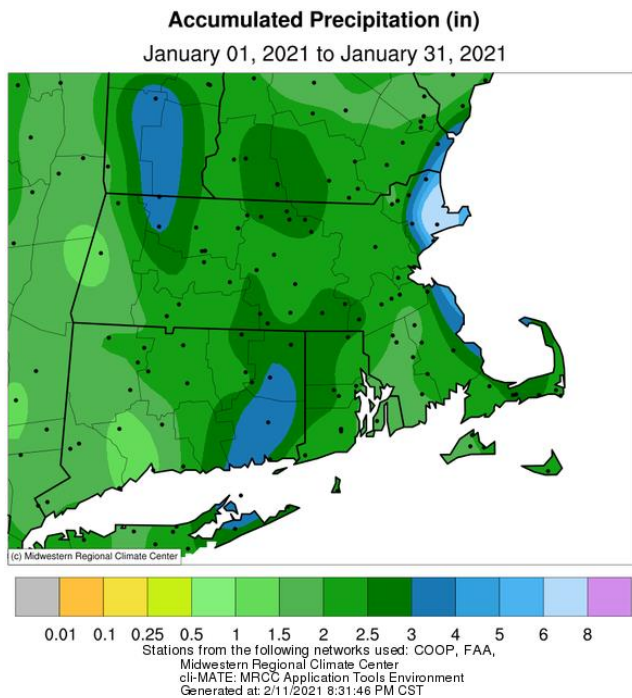 Accumulated Precipitation (in)
January 01, 2021 to January 31, 2021
(c) Midwestern Regional Climate Center
0.01 0.1 0.25 0.5 1 1.5 2 2.5 3 4 5 6 8
Stations from the following networks used: COOP, FAA,
Midwestern Regional Climate Center
cli-MATE: MRCC Application Tools Environment
Generated at: 2/11/2021 8:31:46 PM CST